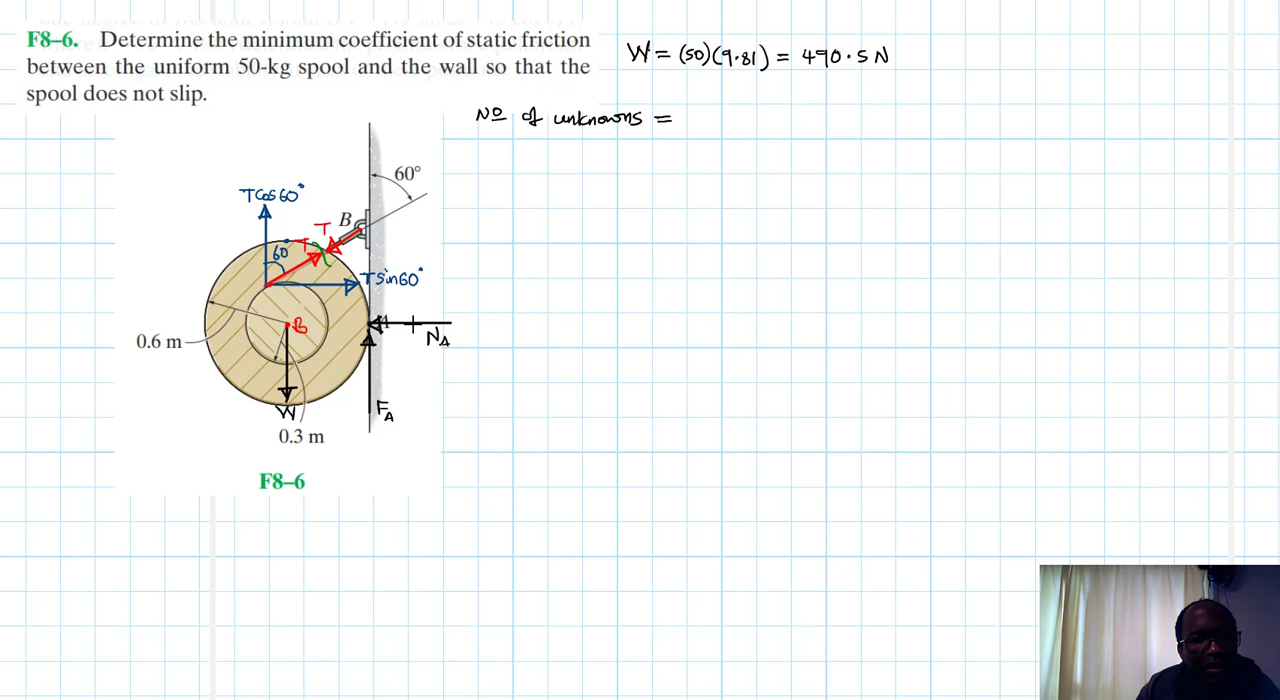 F8–6. Determine the minimum coefficient of static friction
between the uniform 50-kg spool and the wall so that the
spool does not slip.
W = (50)(9.81) = 490.5 N
No of unknowns =
60°
TCos60°
T
B
60°
T
Tsin60°
B
0.6 m
N_A
W
F_A
0.3 m
F8–6